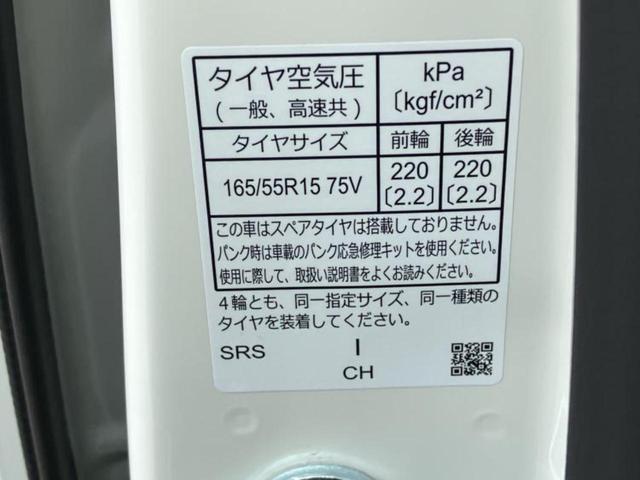 タイヤ空気圧 kPa
(一般、高速共) 〔kgf/cm²〕
タイヤサイズ 前輪 後輪
165/55R15 75V 220 220
〔2.2〕 〔2.2〕
この車はスペアタイヤは搭載しておりません。
パンク時は車載のパンク応急修理キットを使用ください。
使用に際して、取扱い説明書をよくお読みください。
4輪とも、同一指定サイズ、同一種類の
タイヤを装着してください。
SRS I
CH